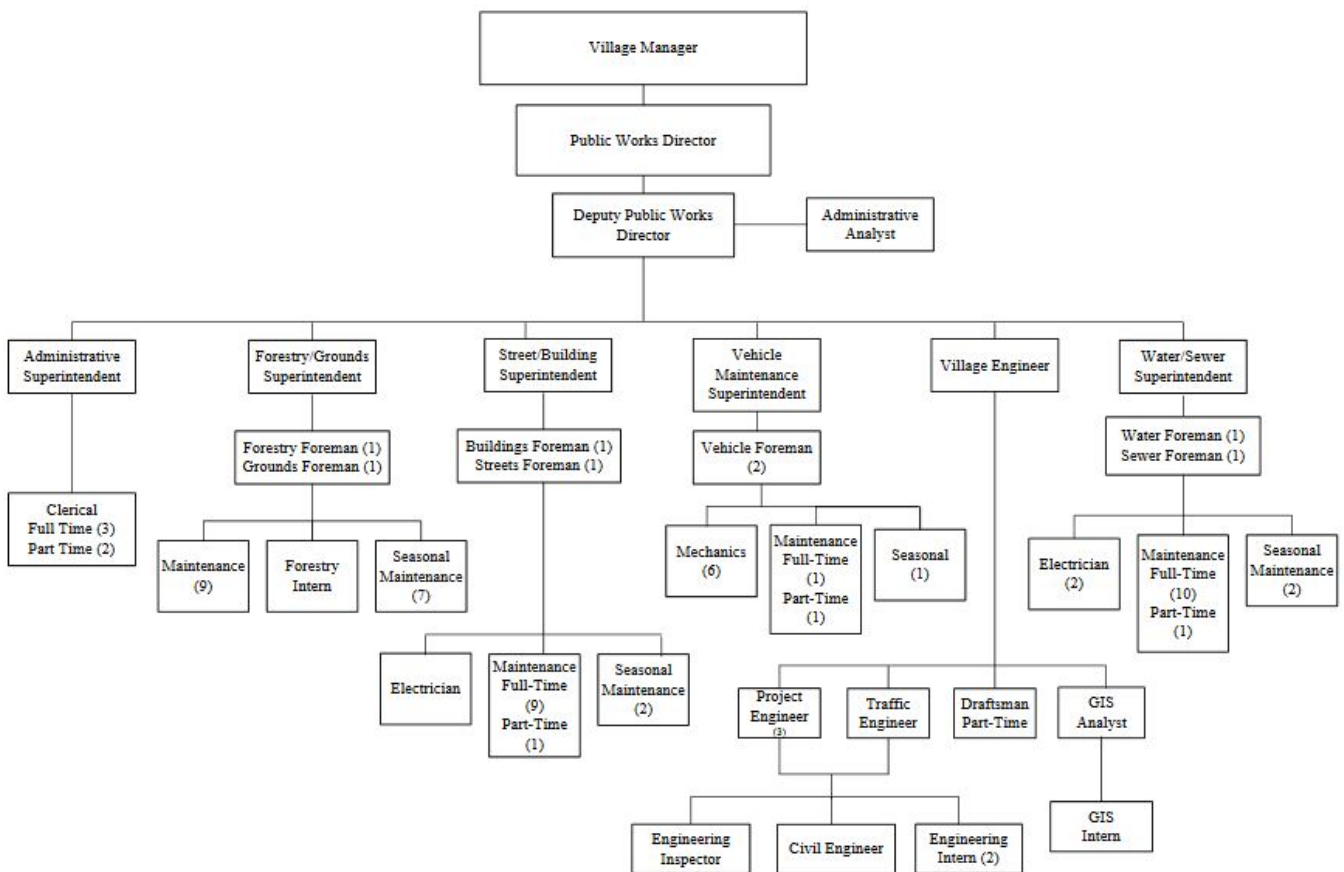 Village Manager
Public Works Director
Deputy Public Works
Director
Administrative
Analyst
Administrative
Superintendent
Forestry/Grounds
Superintendent
Street/Building
Superintendent
Vehicle
Maintenance
Superintendent
Village Engineer
Water/Sewer
Superintendent
Forestry Foreman (1)
Grounds Foreman (1)
Buildings Foreman (1)
Streets Foreman (1)
Vehicle Foreman
(2)
Water Foreman (1)
Sewer Foreman (1)
Clerical
Full Time (3)
Part Time (2)
Maintenance
(9)
Forestry
Intern
Seasonal
Maintenance
(7)
Mechanics
(6)
Maintenance
Full-Time
(1)
Part-Time
(1)
Seasonal
(1)
Electrician
(2)
Maintenance
Full-Time
(10)
Part-Time
(1)
Seasonal
Maintenance
(2)
Electrician
Maintenance
Full-Time
(9)
Part-Time
(1)
Seasonal
Maintenance
(2)
Project
Engineer
(3)
Traffic
Engineer
Draftsman
Part-Time
GIS
Analyst
Engineering
Inspector
Civil Engineer
Engineering
Intern (2)
GIS
Intern